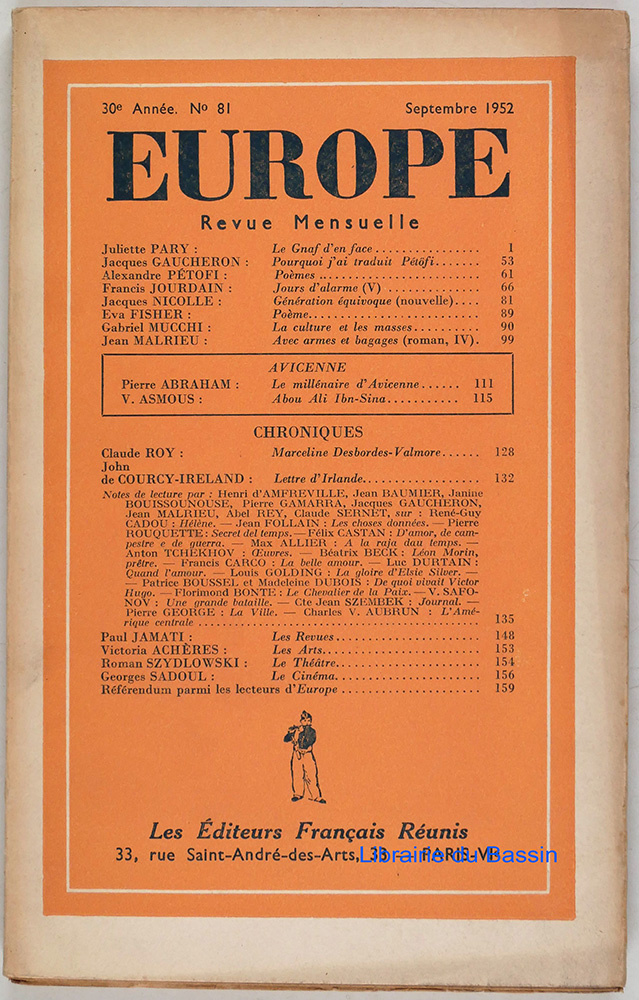 30e Année. No 81 Septembre 1952
EUROPE
Revue Mensuelle
Juliette PARY : Le Gnaf d'en face ................ 1
Jacques GAUCHERON : Pourquoi j'ai traduit Pétöfi....... 53
Alexandre PÉTOFI : Poèmes ........................ 61
Francis JOURDAIN : Jours d'alarme (V) .............. 66
Jacques NICOLLE : Génération équivoque (nouvelle).... 81
Eva FISHER : Poème.......................... 89
Gabriel MUCCHI : La culture et les masses.......... 90
Jean MALRIEU : Avec armes et bagages (roman, IV). 99
AVICENNE
Pierre ABRAHAM : Le millénaire d'Avicenne...... 111
V. ASMOUS : Abou Ali Ibn-Sina........... 115
CHRONIQUES
Claude ROY : Marceline Desbordes-Valmore...... 128
John
de COURCY-IRELAND : Lettre d'Irlande.................. 132
Notes de lecture par : Henri d'AMFREVILLE, Jean BAUMIER, Janine
BOUISSOUNOUSE, Pierre GAMARRA, Jacques GAUCHERON,
Jean MALRIEU, Abel REY, Claude SERNET, sur : René-Guy
CADOU : Hélène. — Jean FOLLAIN : Les choses données. — Pierre
ROUQUETTE : Secret del temps. — Félix CASTAN : D'amor, de cam-
pestre e de guerra. — Max ALLIER : A la raja dau temps. —
Anton TCHEKHOV : Œuvres. — Béatrix BECK : Léon Morin,
prêtre. — Francis CARCO : La belle amour. — Luc DURTAIN :
Quand l'amour. — Louis GOLDING : La gloire d'Elsie Silver. —
— Patrice BOUSSEL et Madeleine DUBOIS : De quoi vivait Victor
Hugo. — Florimond BONTE : Le Chevalier de la Paix. — V. SAFO-
NOV : Une grande bataille. — Cte Jean SZEMBEK : Journal. —
Pierre GEORGE : La Ville. — Charles V. AUBRUN : L'Amé-
rique centrale ........................................... 135
Paul JAMATI : Les Revues...................... 148
Victoria ACHÈRES : Les Arts........................ 153
Roman SZYDLOWSKI : Le Théâtre...................... 154
Georges SADOUL : Le Cinéma...................... 156
Référendum parmi les lecteurs d'Europe ..................... 159
Les Éditeurs Français Réunis
33, rue Saint-André-des-Arts, 33 — PARIS-VIe
Librairie du Bassin